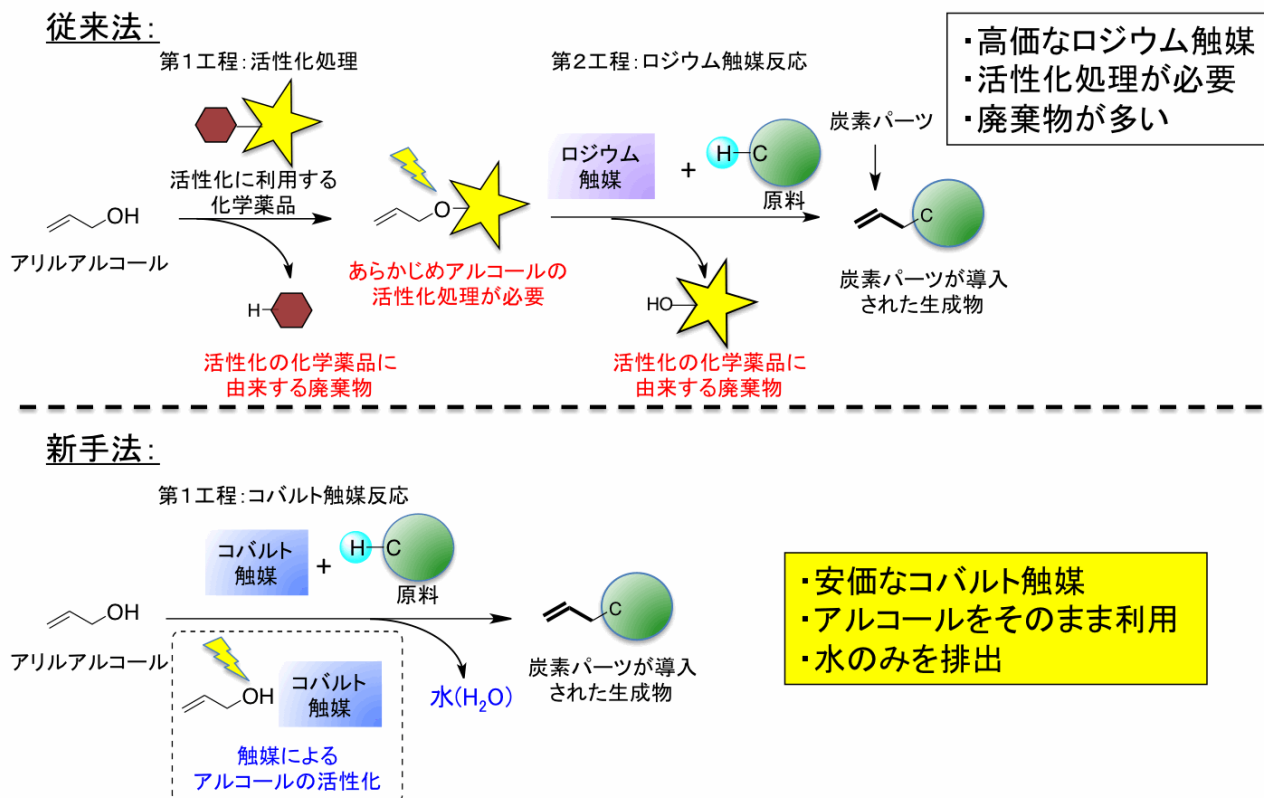 従来法:
第1工程:活性化処理
第2工程:ロジウム触媒反応
・高価なロジウム触媒
・活性化処理が必要
・廃棄物が多い
活性化に利用する
化学薬品
OH
アリルアルコール
H
活性化の化学薬品に
由来する廃棄物
O
あらかじめアルコールの
活性化処理が必要
ロジウム
触媒
+
H C
原料
HO
活性化の化学薬品に
由来する廃棄物
炭素パーツ
C
炭素パーツが導入
された生成物
新手法:
第1工程:コバルト触媒反応
コバルト
触媒
+
H C
原料
OH
アリルアルコール
OH
コバルト
触媒
触媒による
アルコールの活性化
水(H₂O)
C
炭素パーツが導入
された生成物
・安価なコバルト触媒
・アルコールをそのまま利用
・水のみを排出